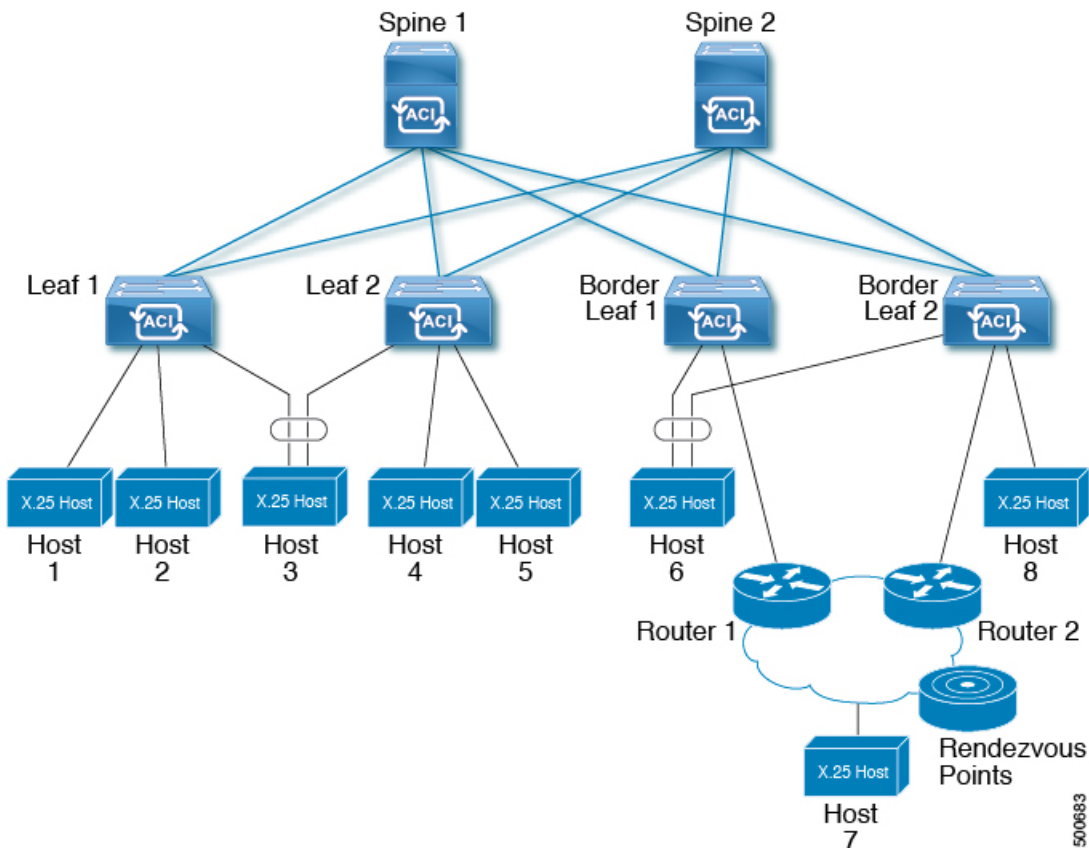 Spine 1
Spine 2
ACI
ACI
Leaf 1
Leaf 2
Border
Leaf 1
Border
Leaf 2
ACI
ACI
ACI
ACI
X.25 Host
X.25 Host
X.25 Host
X.25 Host
X.25 Host
X.25 Host
X.25 Host
Host
1
Host
2
Host
3
Host
4
Host
5
Host
6
Host
8
Router 1
Router 2
Rendezvous
Points
X.25 Host
Host
7
500683